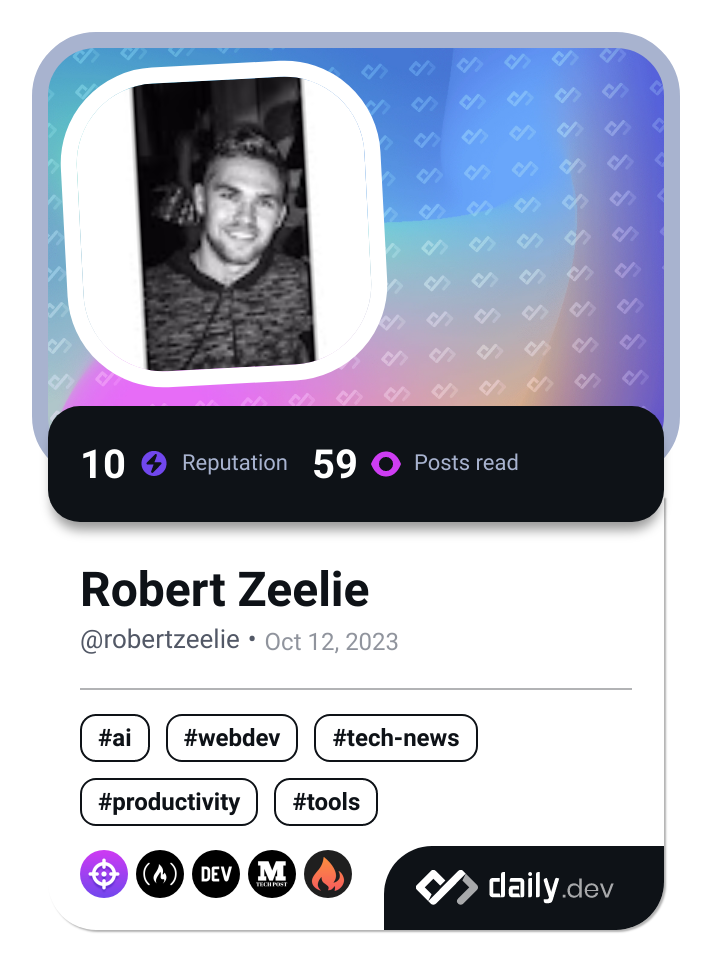 10 Reputation 59 Posts read
Robert Zeelie
@robertzeelie • Oct 12, 2023
#ai #webdev #tech-news
#productivity #tools
DEV M TECH POST
daily.dev